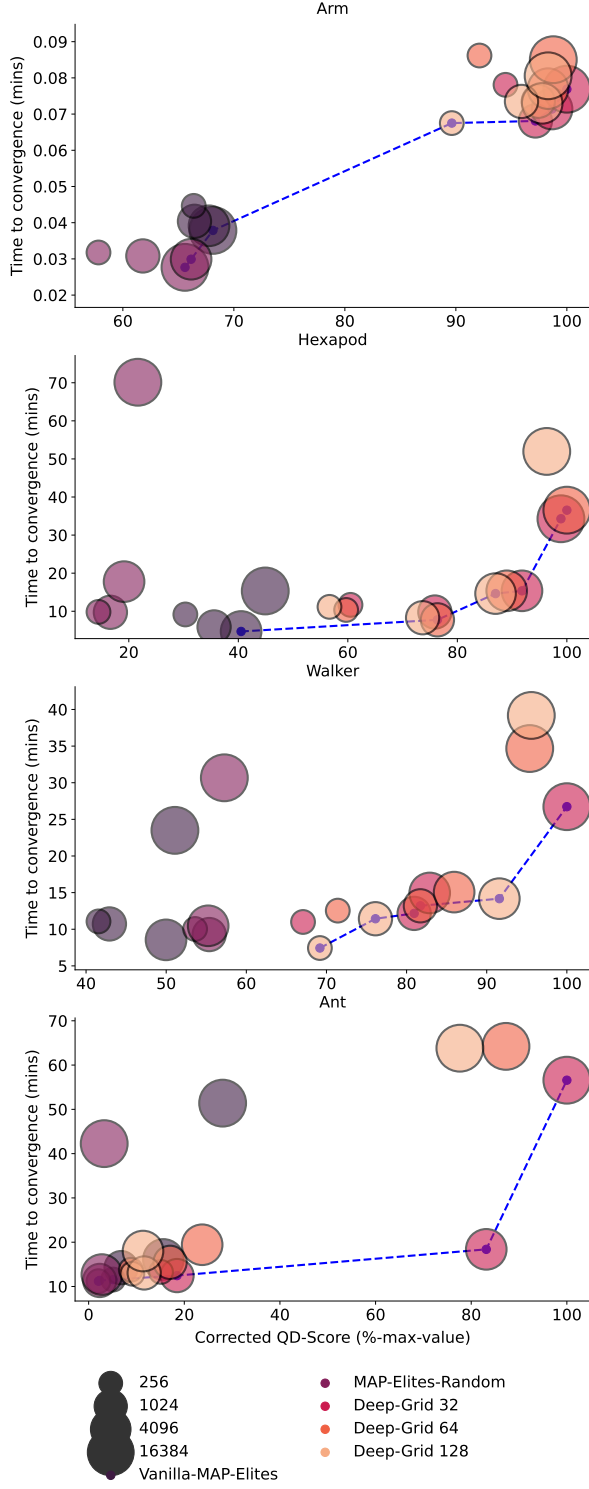 Arm
Time to convergence (mins)
0.09
0.08
0.07
0.06
0.05
0.04
0.03
0.02
60 70 80 90 100
Hexapod
Time to convergence (mins)
70
60
50
40
30
20
10
20 40 60 80 100
Walker
Time to convergence (mins)
40
35
30
25
20
15
10
5
40 50 60 70 80 90 100
Ant
Time to convergence (mins)
70
60
50
40
30
20
10
0 20 40 60 80 100
Corrected QD-Score (%-max-value)
256
1024
4096
16384
Vanilla-MAP-Elites
MAP-Elites-Random
Deep-Grid 32
Deep-Grid 64
Deep-Grid 128